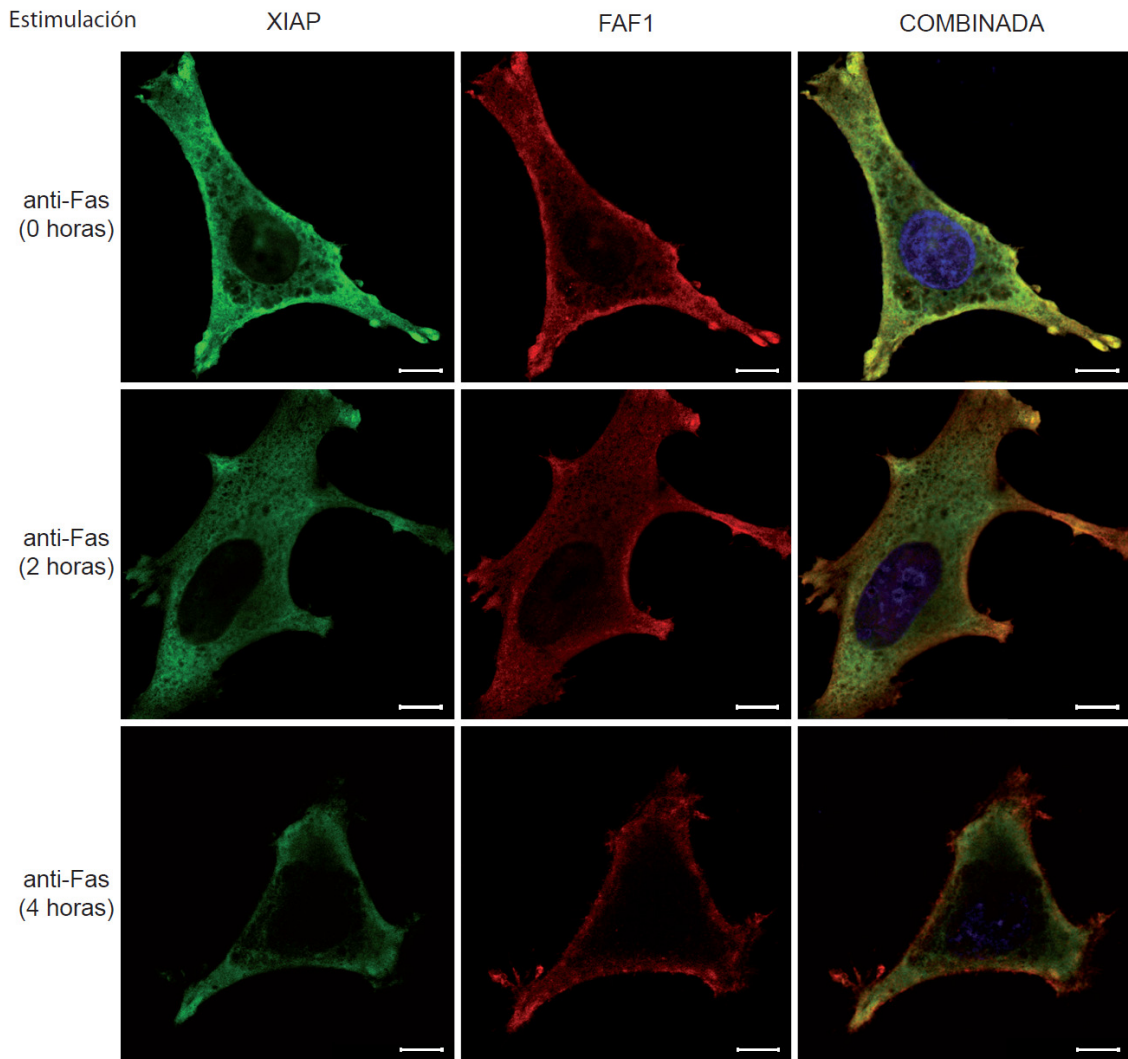 Estimulación XIAP FAF1 COMBINADA
anti-Fas
(0 horas)
anti-Fas
(2 horas)
anti-Fas
(4 horas)